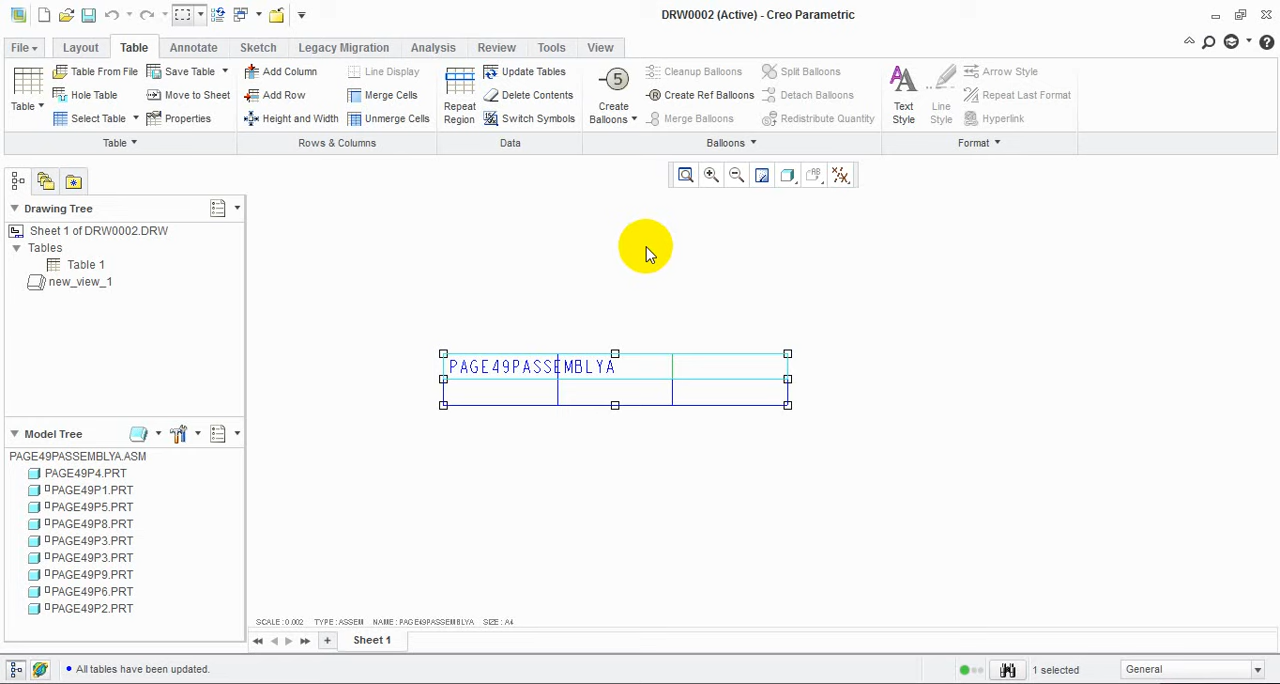 DRW0002 (Active) - Creo Parametric
File Layout Table Annotate Sketch Legacy Migration Analysis Review Tools View
Table From File Save Table Add Column Line Display Update Tables Cleanup Balloons Split Balloons Arrow Style
Hole Table Move to Sheet Add Row Merge Cells Delete Contents Create Ref Balloons Detach Balloons Repeat Last Format
Select Table Properties Height and Width Unmerge Cells Switch Symbols Merge Balloons Redistribute Quantity Hyperlink
Table
Repeat Region
5
Create Balloons
Text Style
Line Style
Table Rows & Columns Data Balloons Format
Drawing Tree
Sheet 1 of DRW0002.DRW
Tables
Table 1
new_view_1
PAGE49PASSEMBLYA
Model Tree
PAGE49PASSEMBLYA.ASM
PAGE49P4.PRT
PAGE49P1.PRT
PAGE49P5.PRT
PAGE49P8.PRT
PAGE49P3.PRT
PAGE49P3.PRT
PAGE49P9.PRT
PAGE49P6.PRT
PAGE49P2.PRT
SCALE : 0.002 TYPE : ASSEM NAME : PAGE49PASSEMBLYA SIZE : A4
Sheet 1
All tables have been updated.
1 selected
General